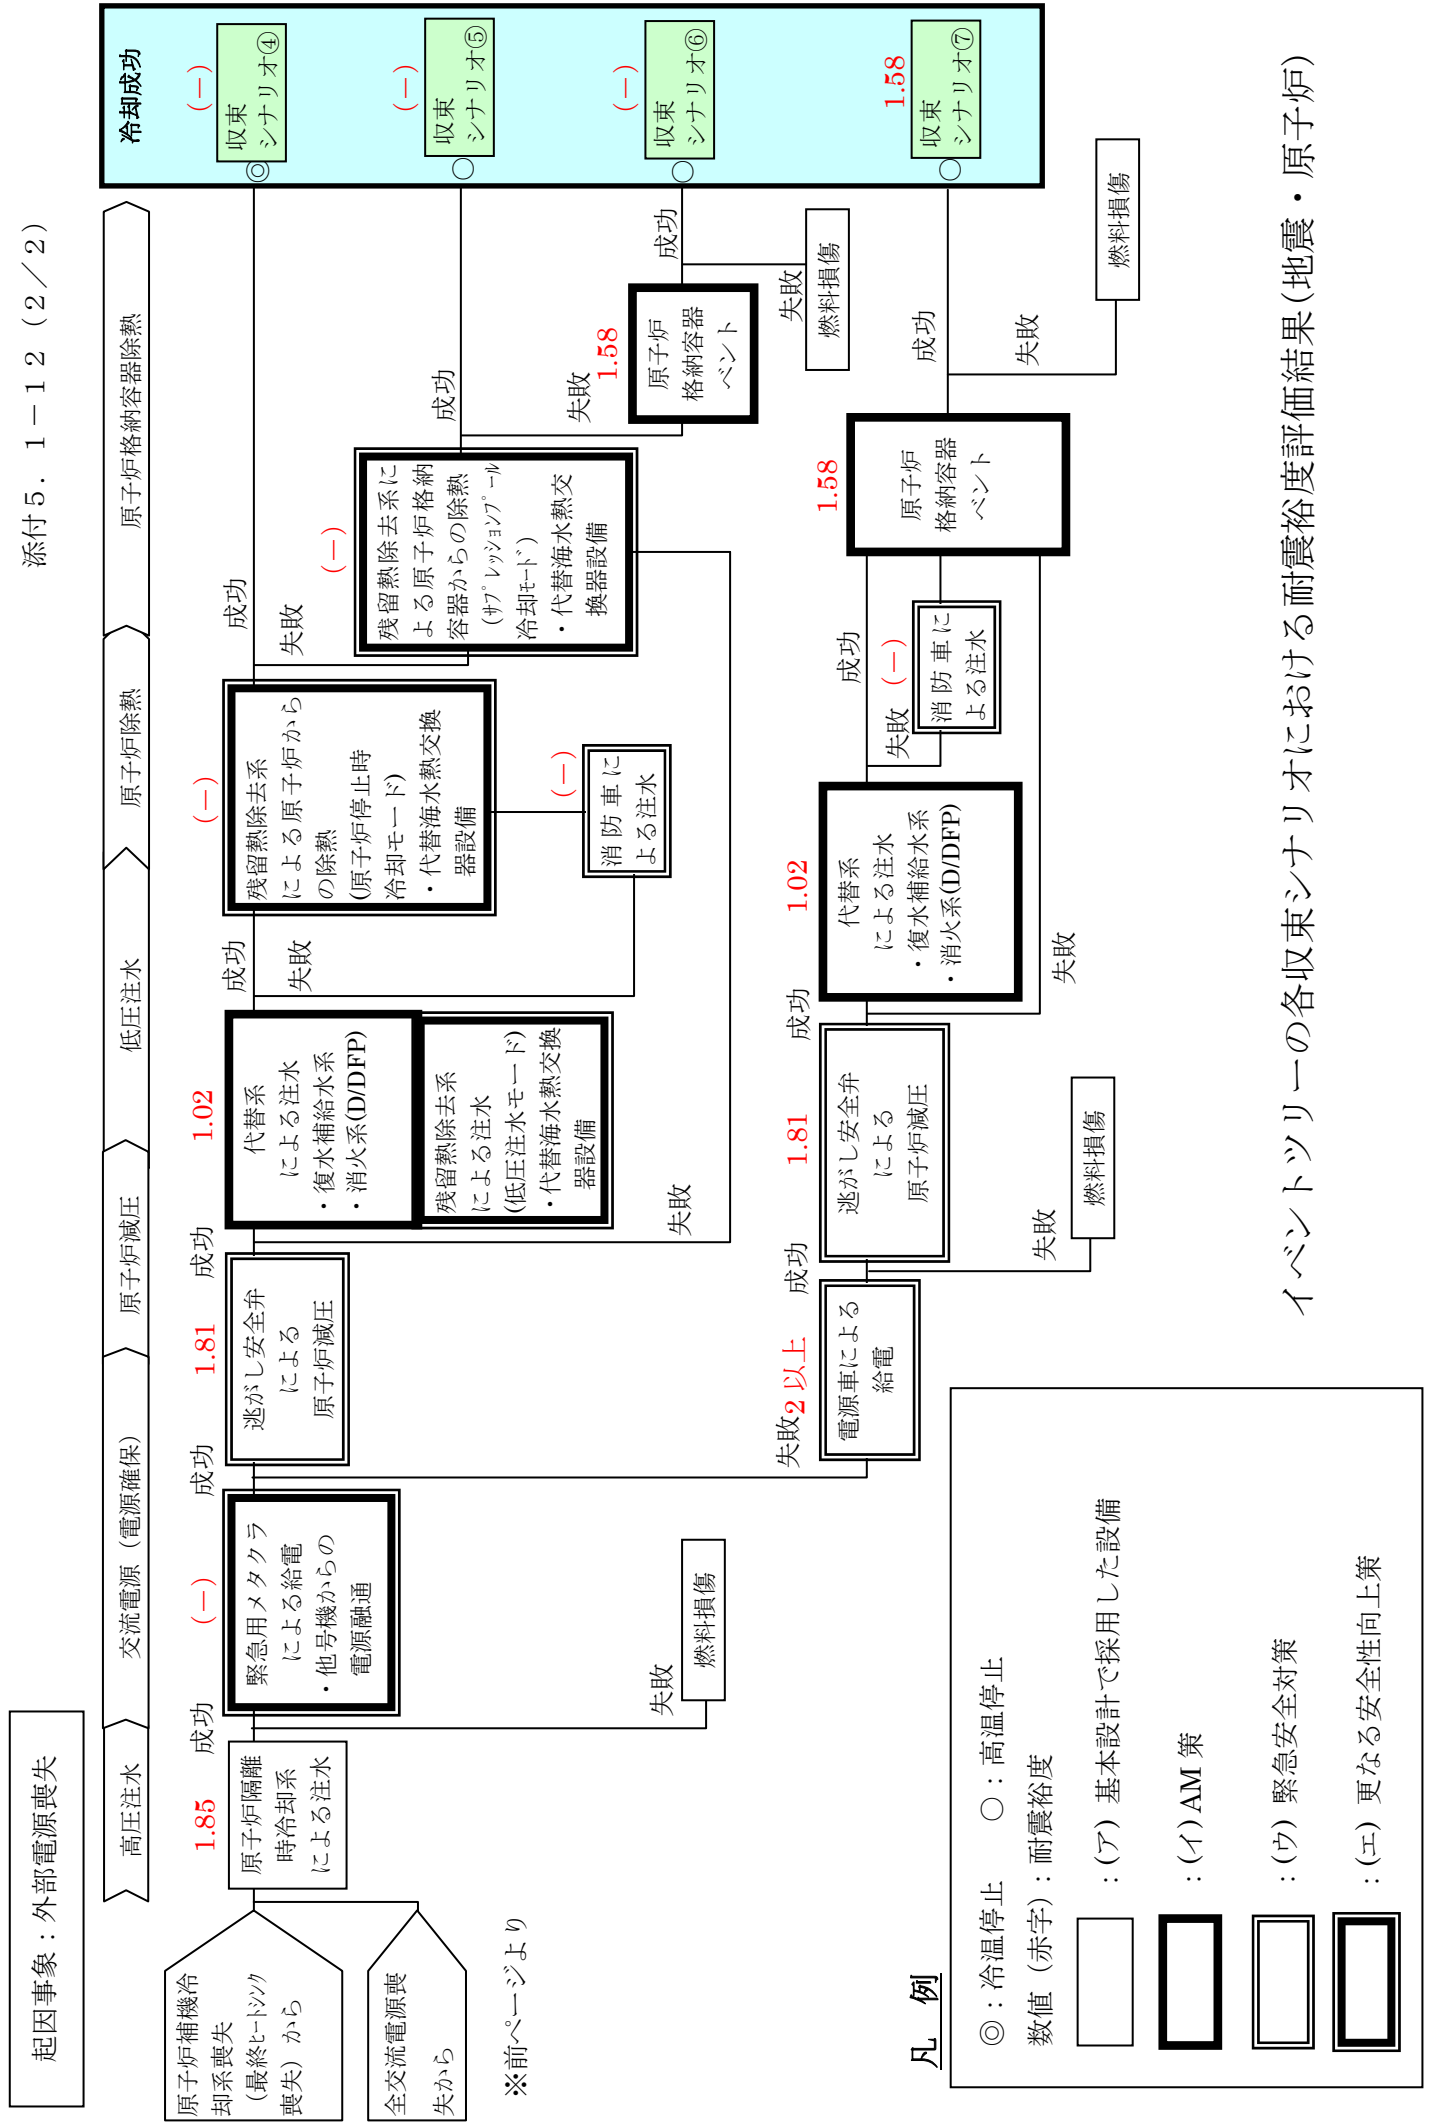 添付５．１－１２（２／２）
起因事象：外部電源喪失
高圧注水
交流電源（電源確保）
原子炉減圧
低圧注水
原子炉除熱
原子炉格納容器除熱
冷却成功
原子炉補機冷
却系喪失
（最終ﾋｰﾄｼﾝｸ
喪失）から
全交流電源喪
失から
※前ページより
1.85
原子炉隔離
時冷却系
による注水
成功
失敗
燃料損傷
(－)
緊急用メタクラ
による給電
・他号機からの
電源融通
成功
失敗
1.81
逃がし安全弁
による
原子炉減圧
成功
失敗
1.02
代替系
による注水
・復水補給水系
・消火系(D/DFP)
残留熱除去系
による注水
(低圧注水モード)
・代替海水熱交換
器設備
成功
失敗
(－)
残留熱除去系
による原子炉から
の除熱
(原子炉停止時
冷却モード)
・代替海水熱交換
器設備
(－)
消防車に
よる注水
成功
失敗
(－)
残留熱除去系に
よる原子炉格納
容器からの除熱
(ｻﾌﾟﾚｯｼｮﾝﾌﾟｰﾙ
冷却ﾓｰﾄﾞ)
・代替海水熱交
換器設備
成功
失敗
1.58
原子炉
格納容器
ベント
成功
失敗
燃料損傷
(－)
◎
収束
シナリオ④
(－)
○
収束
シナリオ⑤
(－)
○
収束
シナリオ⑥
1.58
○
収束
シナリオ⑦
2 以上
電源車による
給電
成功
失敗
燃料損傷
1.81
逃がし安全弁
による
原子炉減圧
成功
失敗
1.02
代替系
による注水
・復水補給水系
・消火系(D/DFP)
成功
失敗
(－)
消防車に
よる注水
1.58
原子炉
格納容器
ベント
成功
失敗
燃料損傷
凡　例
◎：冷温停止　○：高温停止
数値（赤字）：耐震裕度
：(ア) 基本設計で採用した設備
：(イ) AM 策
：(ウ) 緊急安全対策
：(エ) 更なる安全性向上策
イベントツリーの各収束シナリオにおける耐震裕度評価結果(地震・原子炉)